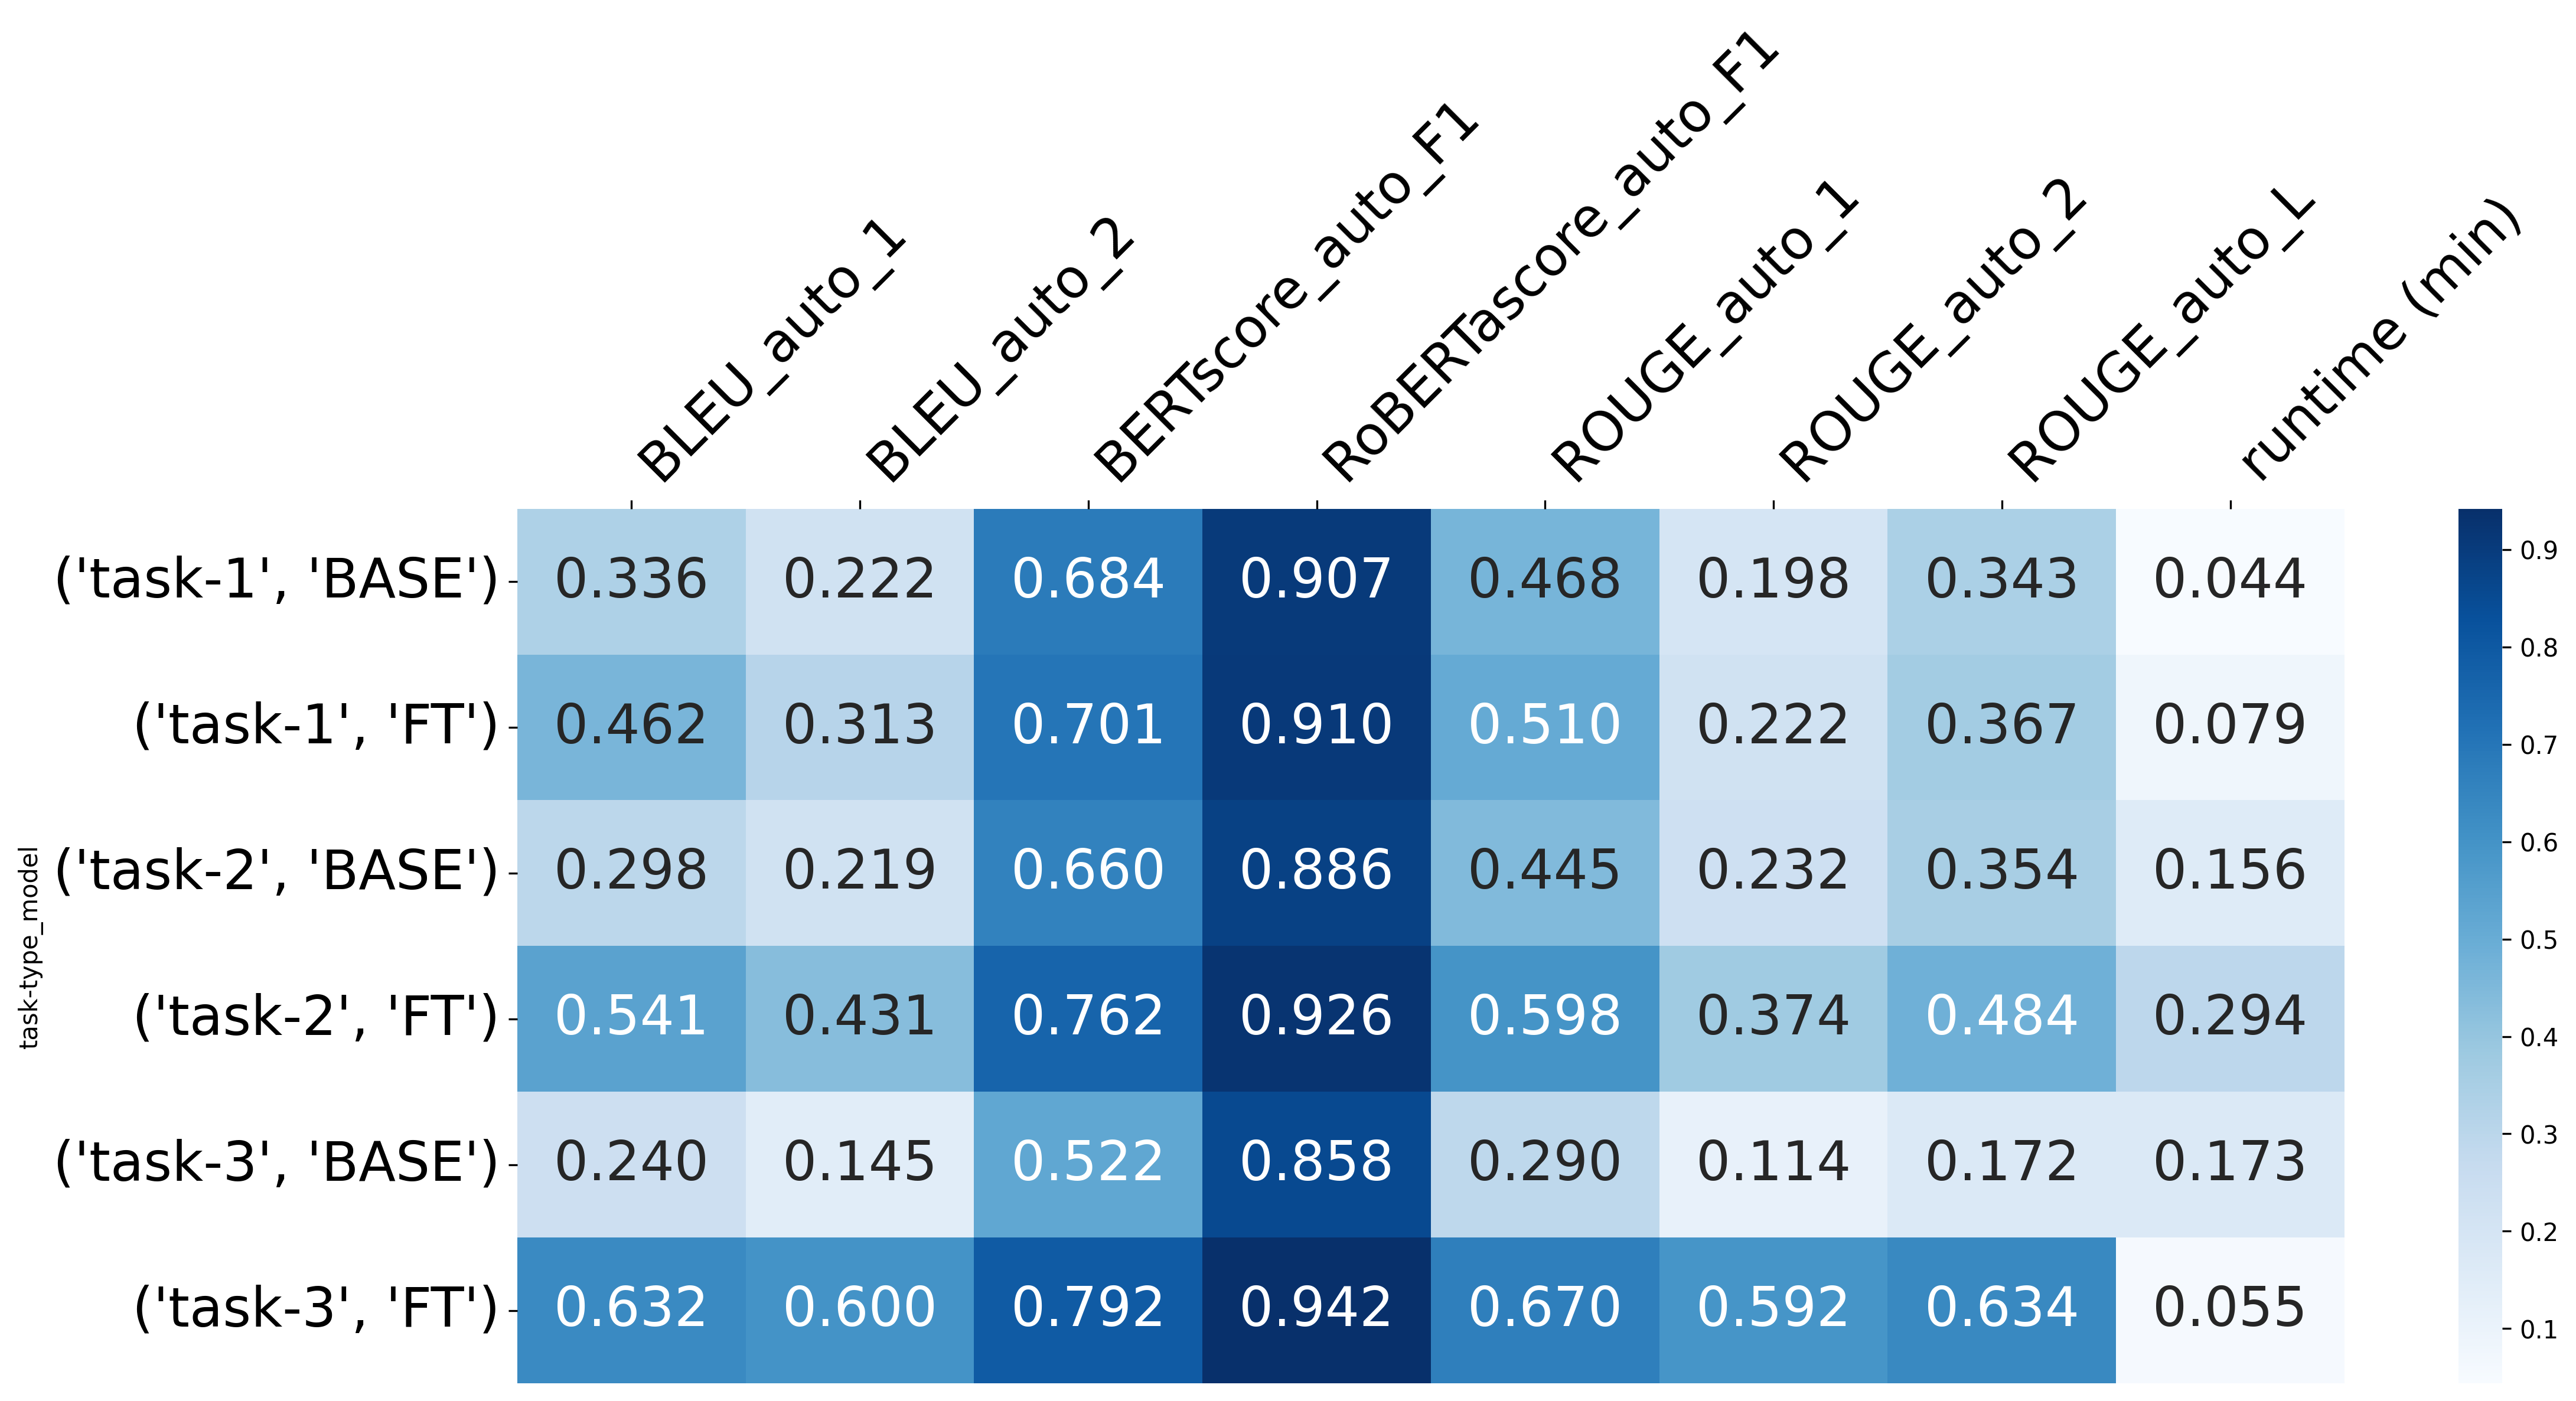 BLEU_auto_1 BLEU_auto_2 BERTscore_auto_F1 RoBERTascore_auto_F1 ROUGE_auto_1 ROUGE_auto_2 ROUGE_auto_L runtime (min)
task-type_model
('task-1', 'BASE') 0.336 0.222 0.684 0.907 0.468 0.198 0.343 0.044
('task-1', 'FT') 0.462 0.313 0.701 0.910 0.510 0.222 0.367 0.079
('task-2', 'BASE') 0.298 0.219 0.660 0.886 0.445 0.232 0.354 0.156
('task-2', 'FT') 0.541 0.431 0.762 0.926 0.598 0.374 0.484 0.294
('task-3', 'BASE') 0.240 0.145 0.522 0.858 0.290 0.114 0.172 0.173
('task-3', 'FT') 0.632 0.600 0.792 0.942 0.670 0.592 0.634 0.055
0.9
0.8
0.7
0.6
0.5
0.4
0.3
0.2
0.1